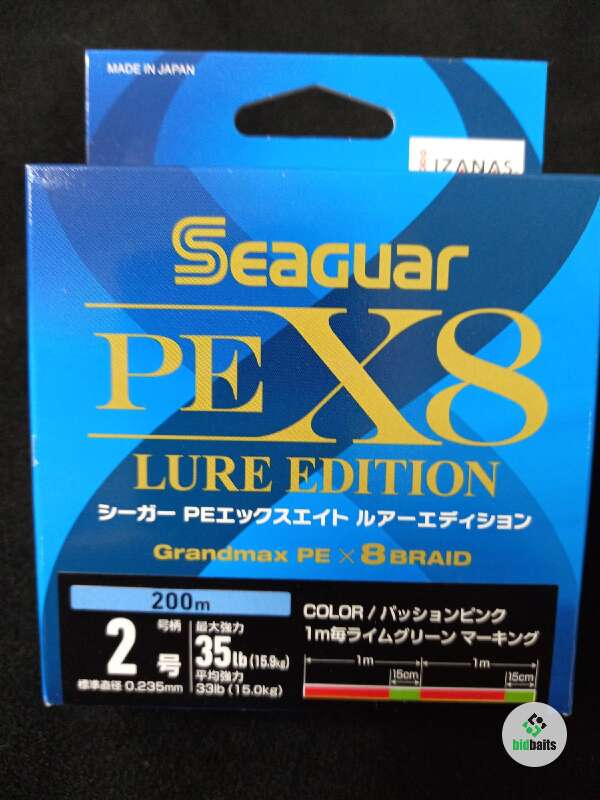 MADE IN JAPAN
IZANAS
Seaguar
PE X8
LURE EDITION
シーガー PEエックスエイト ルアーエディション
Grandmax PE × 8 BRAID
200m
2号
号柄
標準直径 0.235mm
最大強力
35lb(15.9kg)
平均強力
33lb(15.0kg)
COLOR / パッションピンク
1m毎ライムグリーン マーキング
1m 1m
15cm 15cm
bidbaits